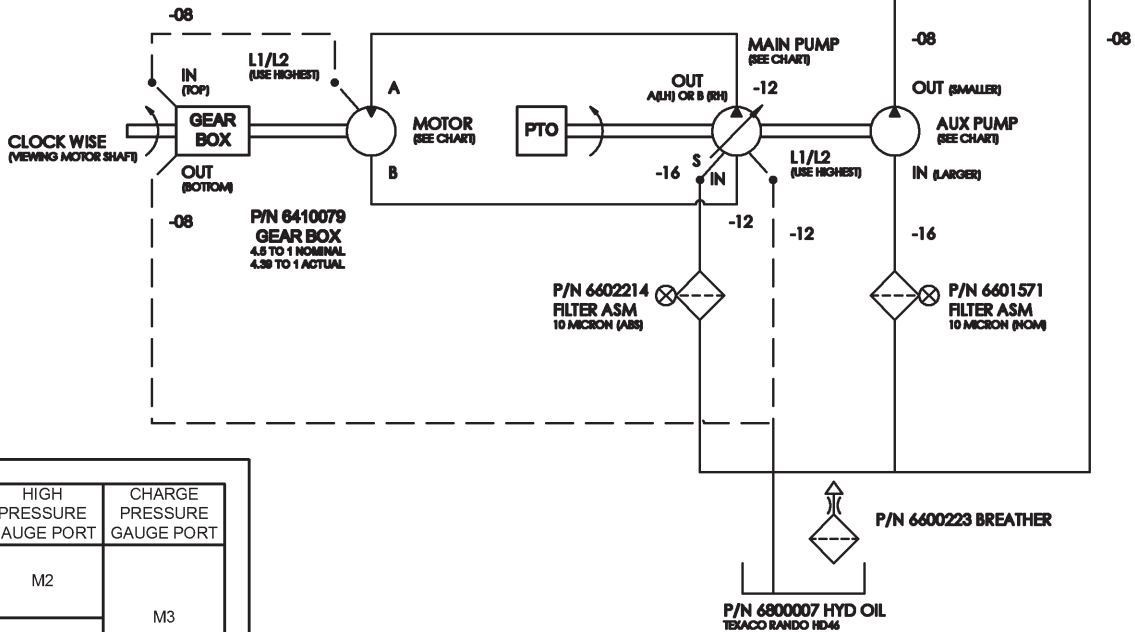 -08
-08
-08
MAIN PUMP
(SEE CHART)
L1/L2
(USE HIGHEST)
IN
(TOP)
OUT
A(LH) OR B (RH)
-12
OUT (SMALLER)
A
GEAR
BOX
MOTOR
(SEE CHART)
PTO
AUX PUMP
(SEE CHART)
CLOCK WISE
(VIEWING MOTOR SHAFT)
OUT
(BOTTOM)
B
S
-16
IN
L1/L2
(USE HIGHEST)
IN (LARGER)
-08
P/N 6410079
GEAR BOX
4.5 TO 1 NOMINAL
4.39 TO 1 ACTUAL
-12
-12
-16
P/N 6602214
FILTER ASM
10 MICRON (ABS)
P/N 6601571
FILTER ASM
10 MICRON (NOM)
HIGH
PRESSURE
GAUGE PORT
CHARGE
PRESSURE
GAUGE PORT
M2
M3
P/N 6600223 BREATHER
P/N 6800007 HYD OIL
TEXACO RANDO HD46